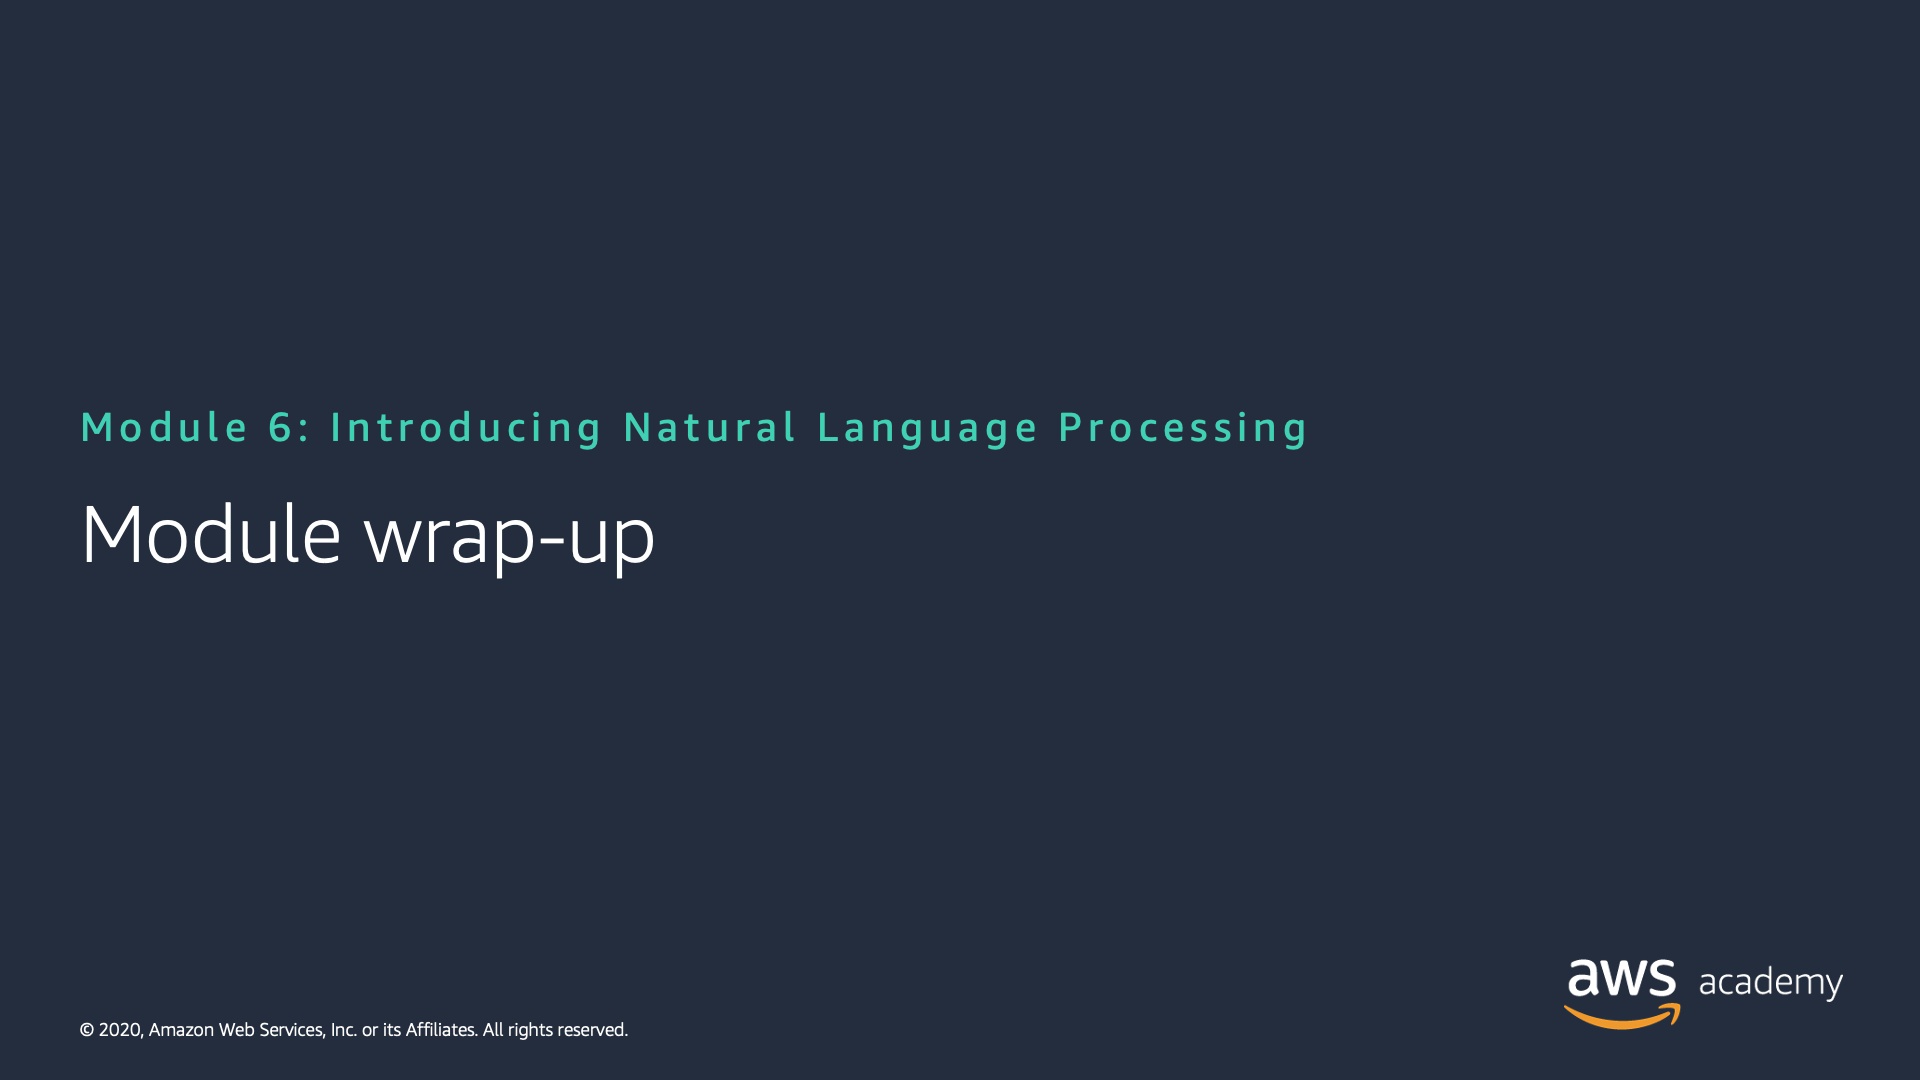 Module 6: Introducing Natural Language Processing
Module wrap-up
aws academy
© 2020, Amazon Web Services, Inc. or its Affiliates. All rights reserved.